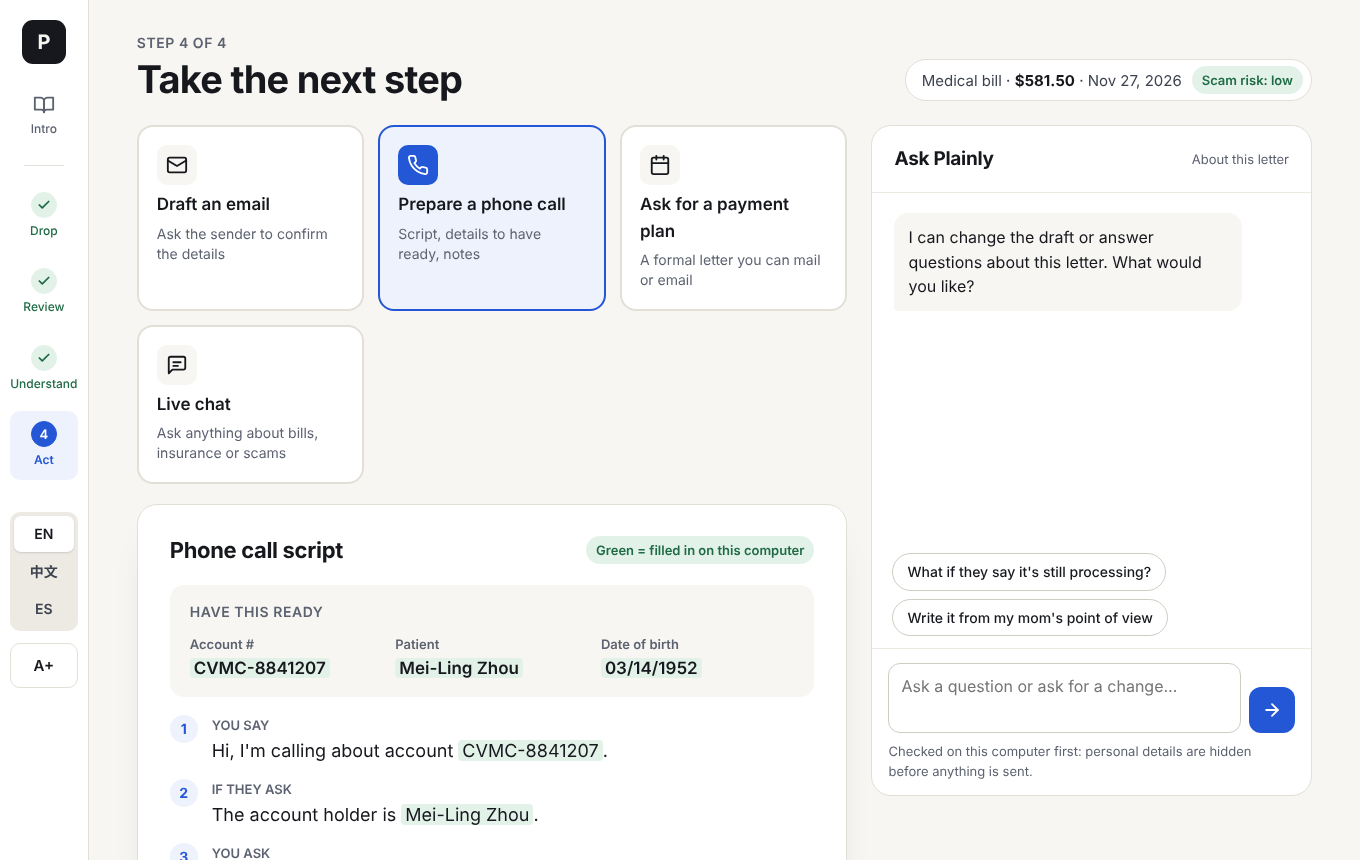 P
Intro
Drop
Review
Understand
4
Act
EN
中文
ES
A+
STEP 4 OF 4
Take the next step
Medical bill · $581.50 · Nov 27, 2026 Scam risk: low
Draft an email
Ask the sender to confirm
the details
Prepare a phone call
Script, details to have
ready, notes
Ask for a payment
plan
A formal letter you can mail
or email
Live chat
Ask anything about bills,
insurance or scams
Phone call script
Green = filled in on this computer
HAVE THIS READY
Account #
CVMC-8841207
Patient
Mei-Ling Zhou
Date of birth
03/14/1952
1 YOU SAY
Hi, I'm calling about account CVMC-8841207.
2 IF THEY ASK
The account holder is Mei-Ling Zhou.
3 YOU ASK
Ask Plainly
About this letter
I can change the draft or answer
questions about this letter. What would
you like?
What if they say it's still processing?
Write it from my mom's point of view
Ask a question or ask for a change...
Checked on this computer first: personal details are hidden
before anything is sent.